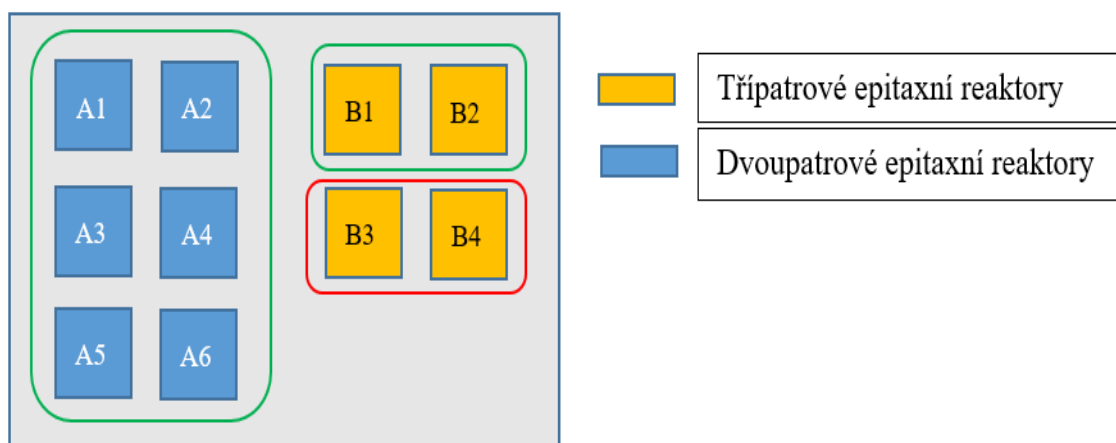 A1 A2
A3 A4
A5 A6
B1 B2
B3 B4
Třípatrové epitaxní reaktory
Dvoupatrové epitaxní reaktory